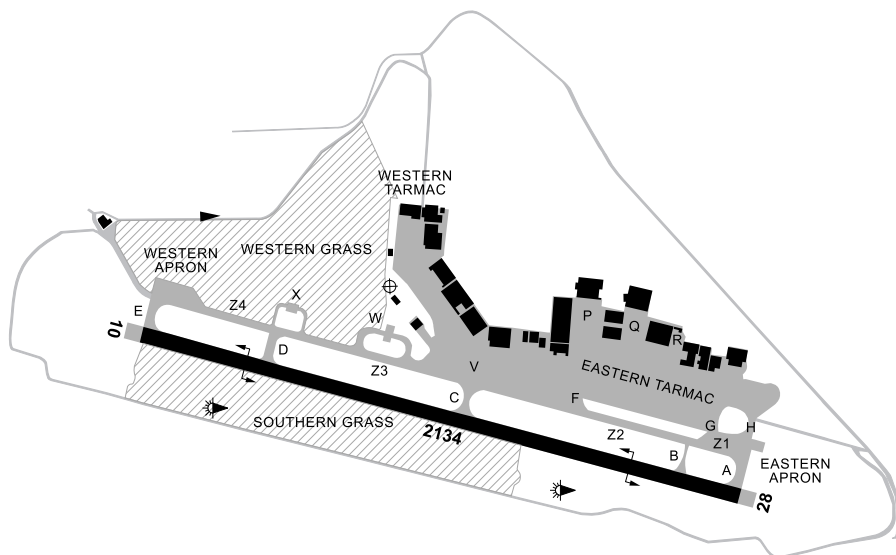 WESTERN
TARMAC
WESTERN GRASS
WESTERN
APRON
X
Z4
E
W
P
Q
R
10
D
Z3
V
EASTERN TARMAC
C
F
SOUTHERN GRASS
2134
Z2
G
H
Z1
B
A
EASTERN
APRON
28